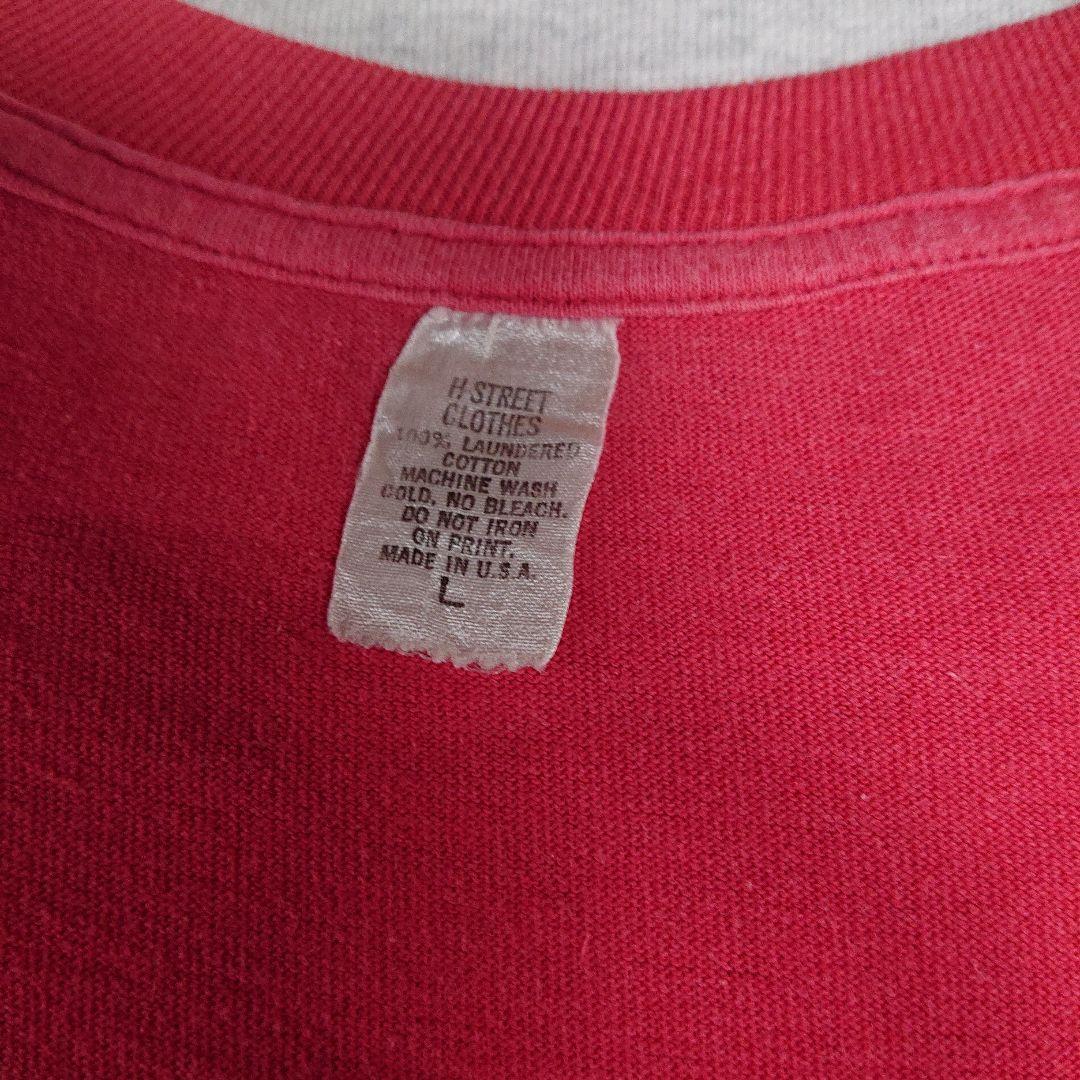 H-STREET
CLOTHES
100% LAUNDERED
COTTON
MACHINE WASH
COLD. NO BLEACH.
DO NOT IRON
ON PRINT.
MADE IN U.S.A.
L